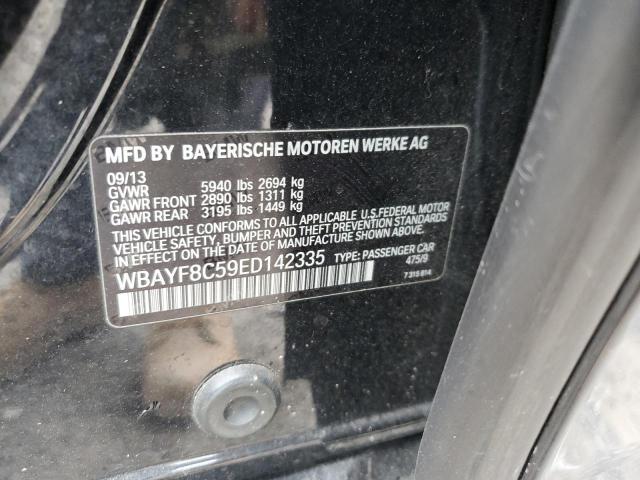 MFD BY BAYERISCHE MOTOREN WERKE AG
09/13
GVWR 5940 lbs 2694 kg
GAWR FRONT 2890 lbs 1311 kg
GAWR REAR 3195 lbs 1449 kg
THIS VEHICLE CONFORMS TO ALL APPLICABLE U.S.FEDERAL MOTOR
VEHICLE SAFETY, BUMPER AND THEFT PREVENTION STANDARDS
IN EFFECT ON THE DATE OF MANUFACTURE SHOWN ABOVE.
WBAYF8C59ED142335 TYPE: PASSENGER CAR
475/9
7 315 814